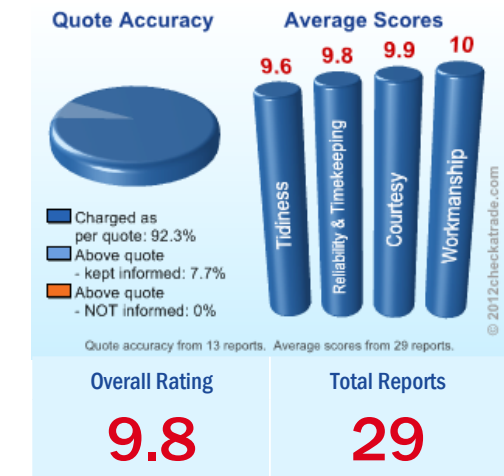 Quote Accuracy
Average Scores
9.6
9.8
9.9
10
Tidiness
Reliability & Timekeeping
Courtesy
Workmanship
Charged as
per quote: 92.3%
Above quote
- kept informed: 7.7%
Above quote
- NOT informed: 0%
© 2012checkatrade.com
Quote accuracy from 13 reports. Average scores from 29 reports.
Overall Rating
Total Reports
9.8
29